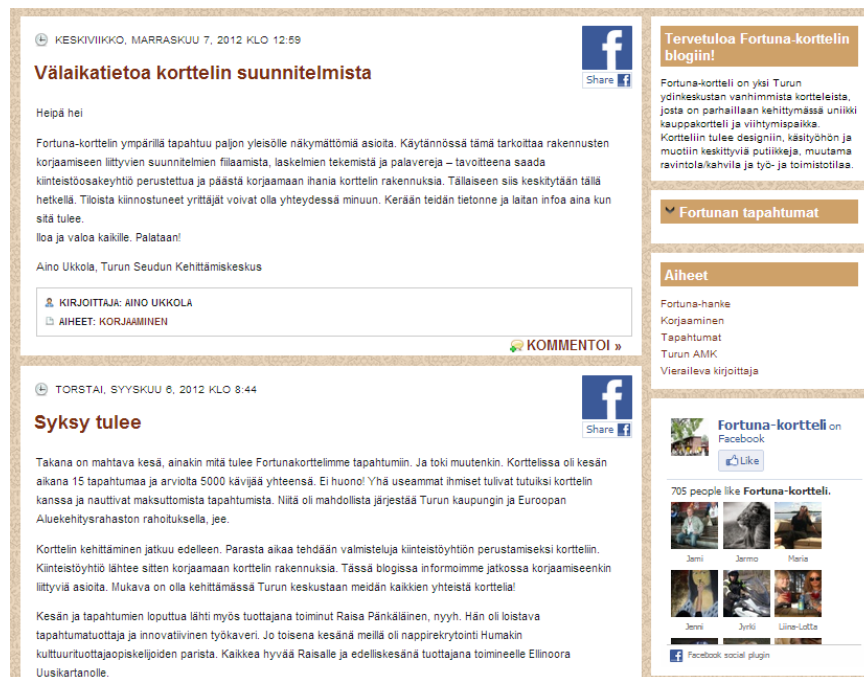 KESKIVIIKKO, MARRASKUU 7, 2012 KLO 12:59
Share
Välaikatietoa korttelin suunnitelmista
Heipä hei
Fortuna-korttelin ympärillä tapahtuu paljon yleisölle näkymättömiä asioita. Käytännössä tämä tarkoittaa rakennusten
korjaamiseen liittyvien suunnitelmien fiilaamista, laskelmien tekemistä ja palavereja – tavoitteena saada
kiinteistöosakeyhtiö perustettua ja päästä korjaamaan ihania korttelin rakennuksia. Tällaiseen siis keskitytään tällä
hetkellä. Tiloista kiinnostuneet yrittäjät voivat olla yhteydessä minuun. Kerään teidän tietonne ja laitan infoa aina kun
sitä tulee.
Iloa ja valoa kaikille. Palataan!
Aino Ukkola, Turun Seudun Kehittämiskeskus
KIRJOITTAJA: AINO UKKOLA
AIHEET: KORJAAMINEN
KOMMENTOI »
TORSTAI, SYYSKUU 6, 2012 KLO 8:44
Share
Syksy tulee
Takana on mahtava kesä, ainakin mitä tulee Fortunakorttelimme tapahtumiin. Ja toki muutenkin. Korttelissa oli kesän
aikana 15 tapahtumaa ja arviolta 5000 kävijää yhteensä. Ei huono! Yhä useammat ihmiset tulivat tutuiksi korttelin
kanssa ja nauttivat maksuttomista tapahtumista. Niitä oli mahdollista järjestää Turun kaupungin ja Euroopan
Aluekehitysrahaston rahoituksella, jee.
Korttelin kehittäminen jatkuu edelleen. Parasta aikaa tehdään valmisteluja kiinteistöyhtiön perustamiseksi kortteliin.
Kiinteistöyhtiö lähtee sitten korjaamaan korttelin rakennuksia. Tässä blogissa informoimme jatkossa korjaamiseenkin
liittyviä asioita. Mukava on olla kehittämässä Turun keskustaan meidän kaikkien yhteistä korttelia!
Kesän ja tapahtumien loputtua lähti myös tuottajana toiminut Raisa Pänkäläinen, nyyh. Hän oli loistava
tapahtumatuottaja ja innovatiivinen työkaveri. Jo toisena kesänä meillä oli nappirekrytointi Humakin
kulttuurituottajaopiskelijoiden parista. Kaikkea hyvää Raisalle ja edelliskesänä tuottajana toimineelle Ellinoora
Uusikartanolle.
Tervetuloa Fortuna-korttelin
blogiin!
Fortuna-kortteli on yksi Turun
ydinkeskustan vanhimmista kortteleista,
josta on parhaillaan kehittymässä uniikki
kauppakortteli ja viihtymispaikka.
Kortteliin tulee designiin, käsityöhön ja
muotiin keskittyviä putiikkeja, muutama
ravintola/kahvila ja työ- ja toimistotilaa.
Fortunan tapahtumat
Aiheet
Fortuna-hanke
Korjaaminen
Tapahtumat
Turun AMK
Vieraileva kirjoittaja
Fortuna-kortteli on
Facebook
Like
705 people like Fortuna-kortteli.
Jami Jarmo Maria
Jenni Jyrki Liina-Lotta
Facebook social plugin